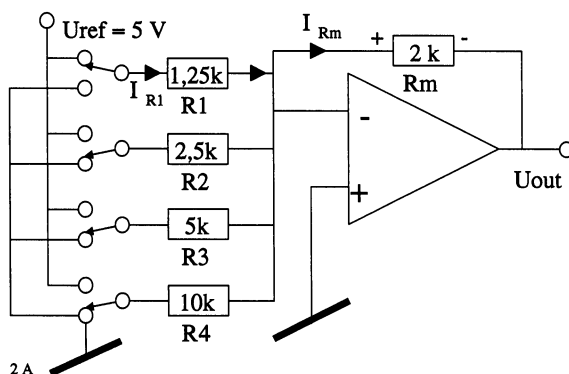 Uref = 5 V
I R1
1,25k
R1
2,5k
R2
5k
R3
10k
R4
I Rm
+ 2 k -
Rm
-
+
Uout
2 A